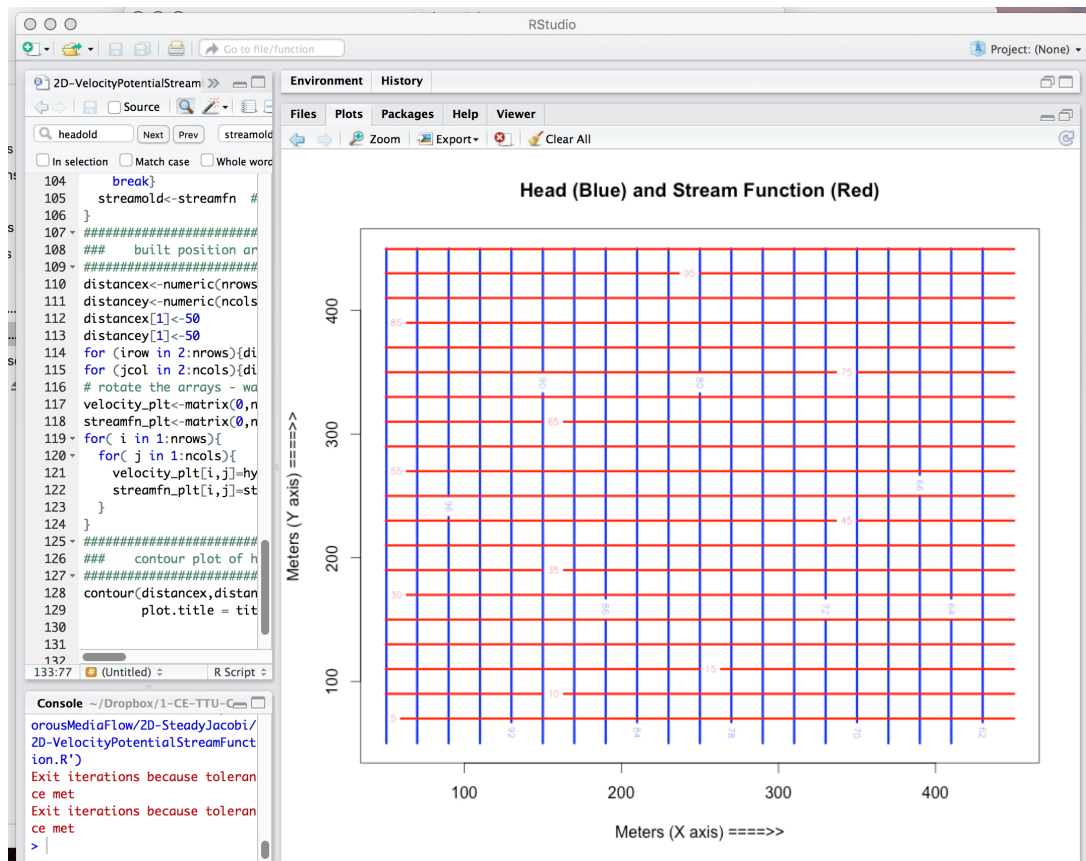 RStudio
Go to file/function
Project: (None)
2D-VelocityPotentialStream
Source
headold
Next
Prev
streamold
In selection
Match case
Whole word
104 break}
105 streamold<-streamfn #
106 }
107 ########################
108 ### built position ar
109 ########################
110 distancex<-numeric(nrows
111 distancey<-numeric(ncols
112 distancex[1]<-50
113 distancey[1]<-50
114 for (irow in 2:nrows){di
115 for (jcol in 2:ncols){di
116 # rotate the arrays - wa
117 velocity_plt<-matrix(0,n
118 streamfn_plt<-matrix(0,n
119 for( i in 1:nrows){
120 for( j in 1:ncols){
121 velocity_plt[i,j]=hy
122 streamfn_plt[i,j]=st
123 }
124 }
125 ########################
126 ### contour plot of h
127 ########################
128 contour(distancex,distan
129 plot.title = tit
130
131
132
133:77 # (Untitled) R Script
Console ~/Dropbox/1-CE-TTU-C
orousMediaFlow/2D-SteadyJacobi/
2D-VelocityPotentialStreamFunct
ion.R')
Exit iterations because toleran
ce met
Exit iterations because toleran
ce met
>
Environment History
Files Plots Packages Help Viewer
Zoom Export Clear All
Head (Blue) and Stream Function (Red)
Meters (Y axis) ====>>
400
300
200
100
95
85
75
90
80
65
55
96
66
45
35
30
86
72
64
15
10
5
92
84
78
70
62
100 200 300 400
Meters (X axis) ====>>